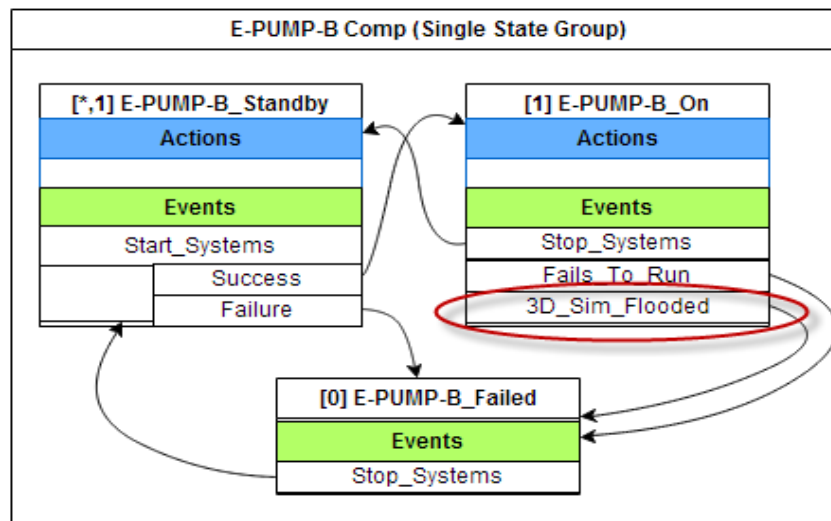 E-PUMP-B Comp (Single State Group)
[*,1] E-PUMP-B_Standby
Actions
Events
Start_Systems
Success
Failure
[1] E-PUMP-B_On
Actions
Events
Stop_Systems
Fails_To_Run
3D_Sim_Flooded
[0] E-PUMP-B_Failed
Events
Stop_Systems